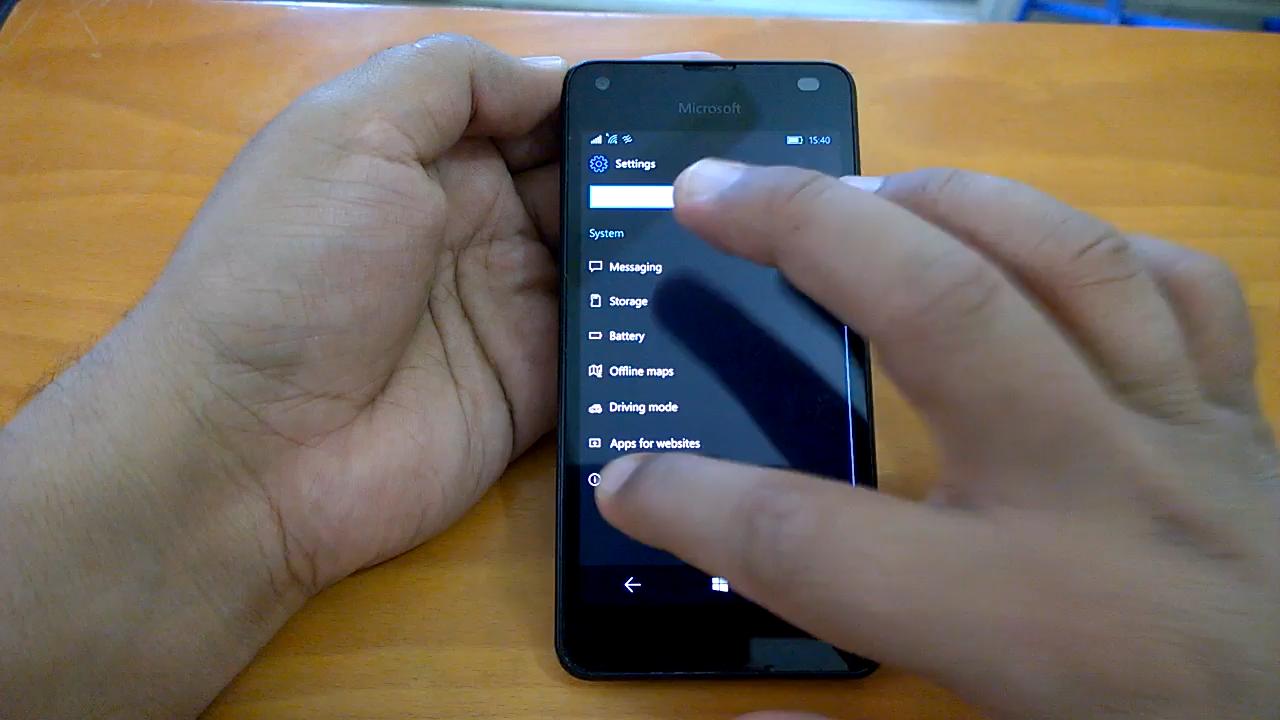 Microsoft
15:40
Settings
System
Messaging
Storage
Battery
Offline maps
Driving mode
Apps for websites